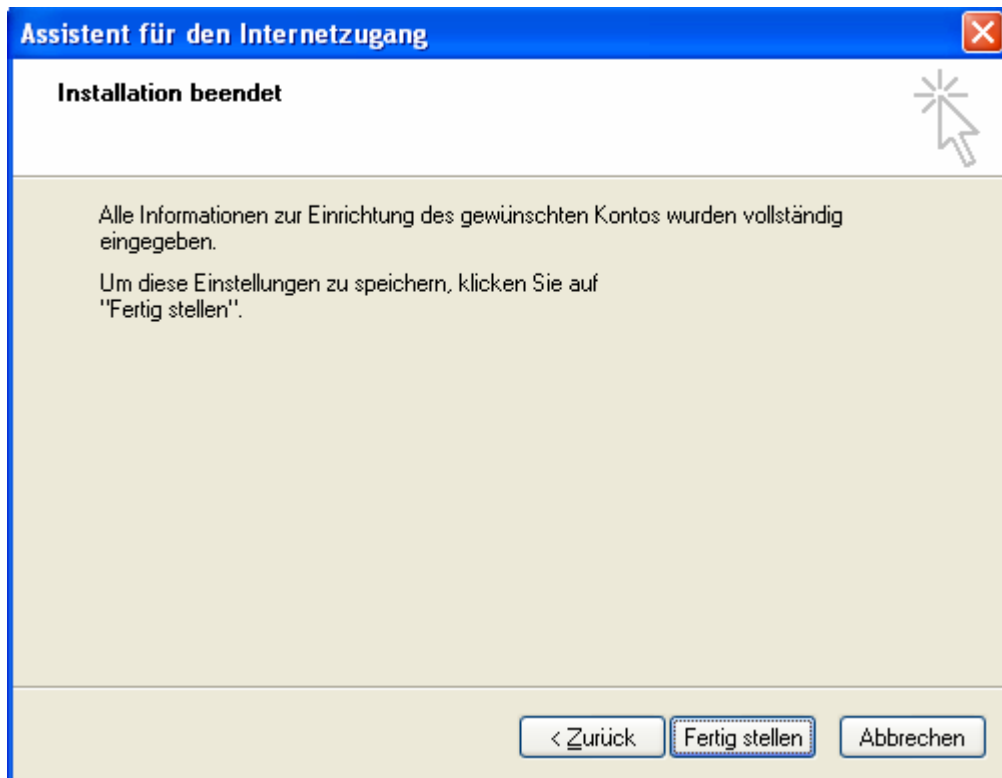 Assistent für den Internetzugang
Installation beendet
Alle Informationen zur Einrichtung des gewünschten Kontos wurden vollständig
eingegeben.
Um diese Einstellungen zu speichern, klicken Sie auf
"Fertig stellen".
< Zurück Fertig stellen Abbrechen